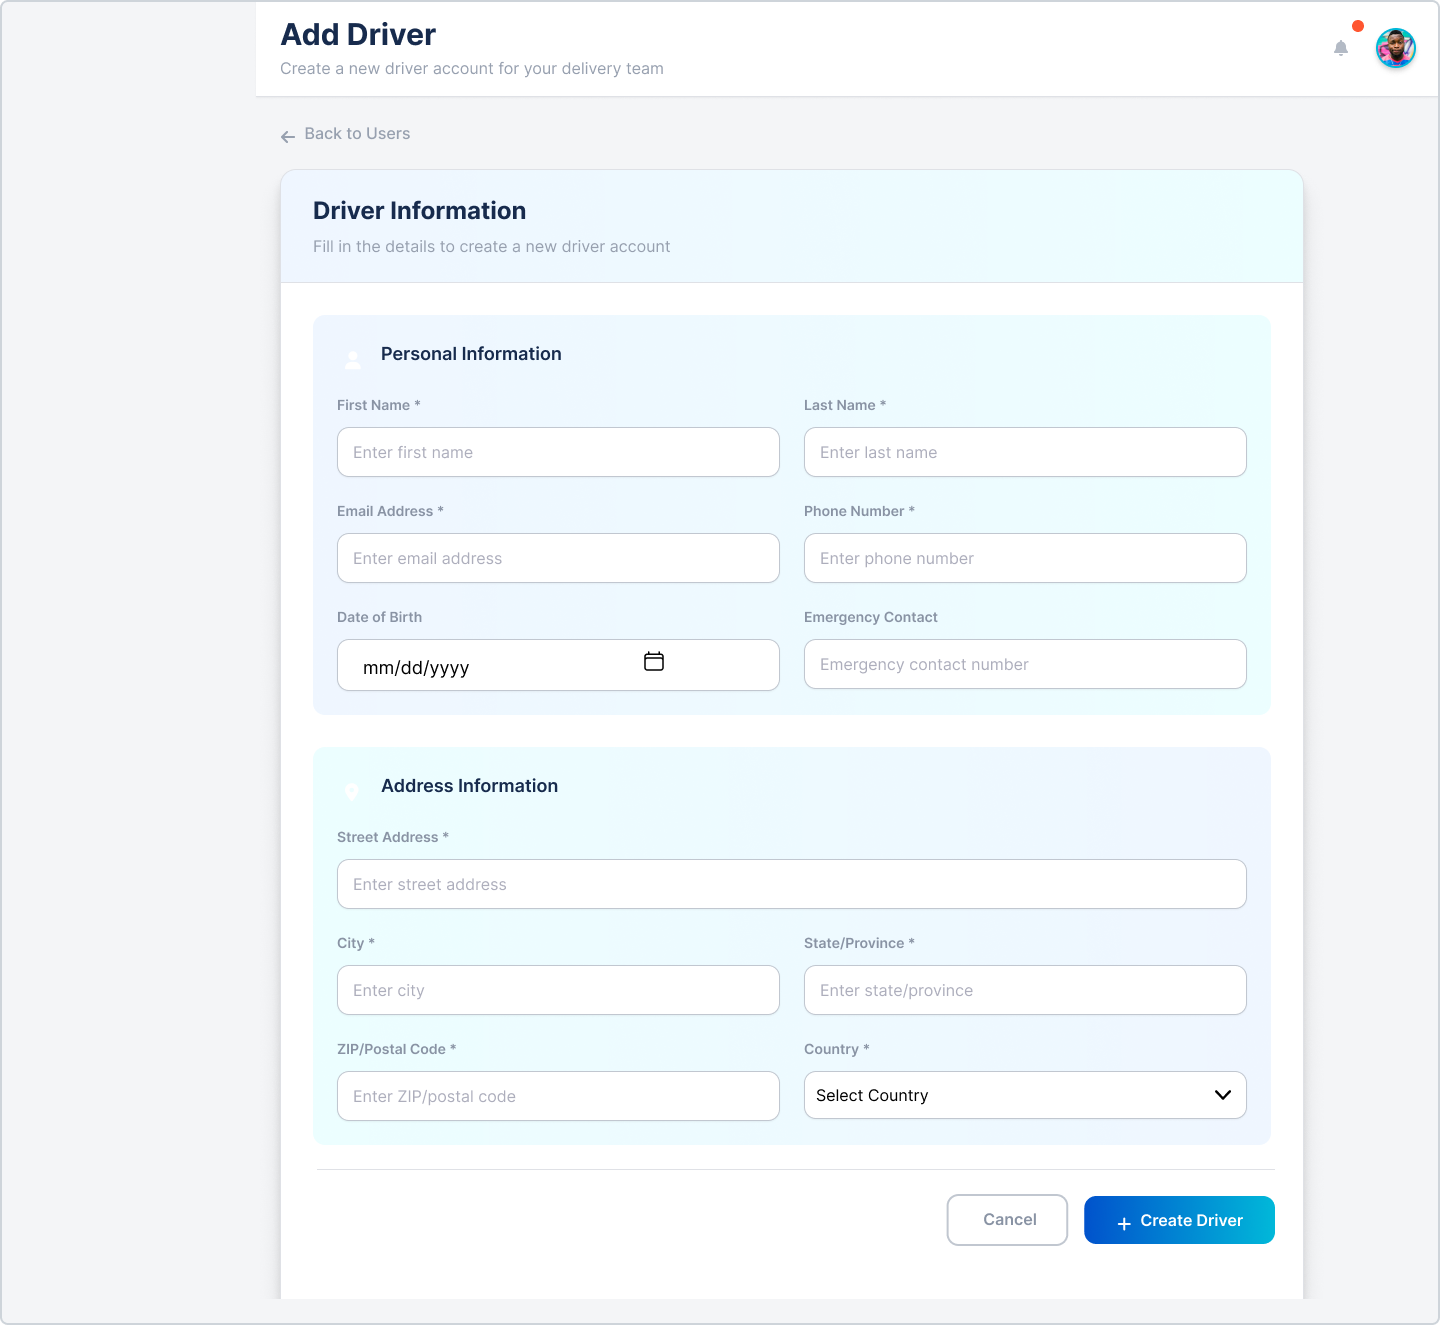 Add Driver
Create a new driver account for your delivery team
Back to Users
Driver Information
Fill in the details to create a new driver account
Personal Information
First Name *
Last Name *
Enter first name
Enter last name
Email Address *
Phone Number *
Enter email address
Enter phone number
Date of Birth
Emergency Contact
mm/dd/yyyy
Emergency contact number
Address Information
Street Address *
Enter street address
City *
State/Province *
Enter city
Enter state/province
ZIP/Postal Code *
Country *
Enter ZIP/postal code
Select Country
Cancel
Create Driver